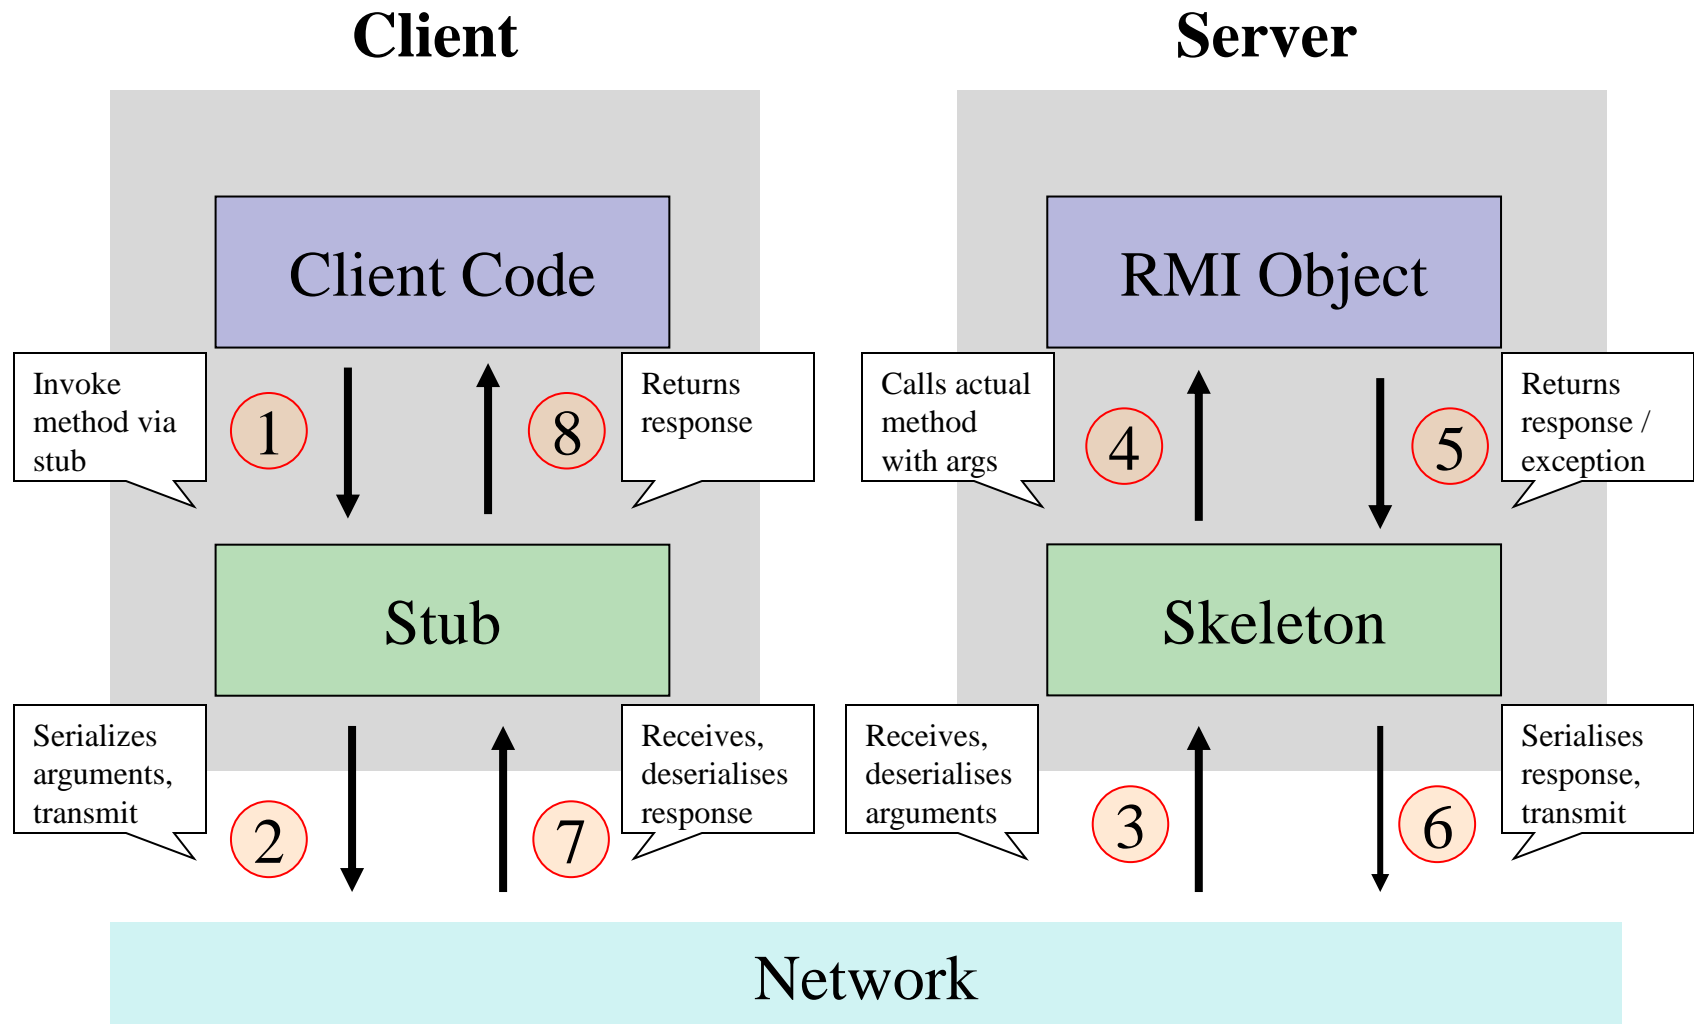 Client
Server
Client Code
RMI Object
Invoke
method via
stub
1
8
Returns
response
Calls actual
method
with args
4
5
Returns
response /
exception
Stub
Skeleton
Serializes
arguments,
transmit
2
7
Receives,
deserialises
response
Receives,
deserialises
arguments
3
6
Serialises
response,
transmit
Network